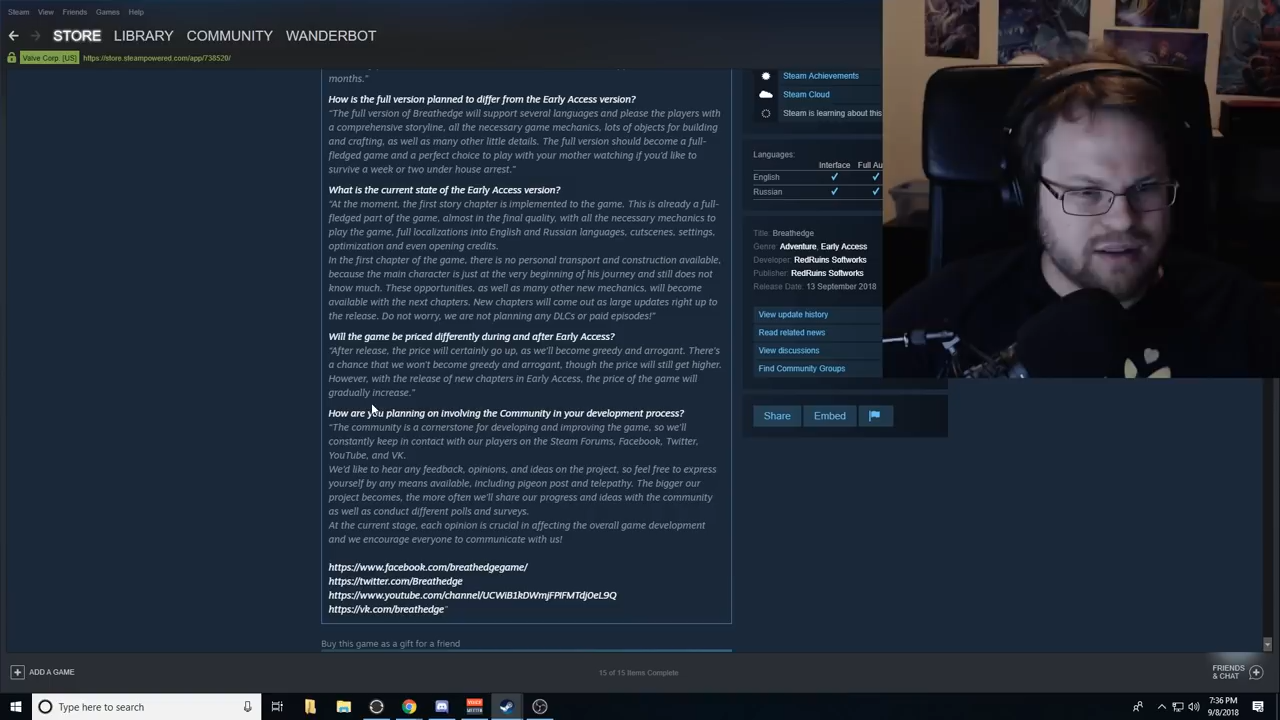 Steam View Friends Games Help
STORE LIBRARY COMMUNITY WANDERBOT
Valve Corp. [US] https://store.steampowered.com/app/738520/
months."
How is the full version planned to differ from the Early Access version?
"The full version of Breathedge will support several languages and please the players with
a comprehensive storyline, all the necessary game mechanics, lots of objects for building
and crafting, as well as many other little details. The full version should become a full-
fledged game and a perfect choice to play with your mother watching if you'd like to
survive a week or two under house arrest."
What is the current state of the Early Access version?
"At the moment, the first story chapter is implemented to the game. This is already a full-
fledged part of the game, almost in the final quality, with all the necessary mechanics to
play the game, full localizations into English and Russian languages, cutscenes, settings,
optimization and even opening credits.
In the first chapter of the game, there is no personal transport and construction available,
because the main character is just at the very beginning of his journey and still does not
know much. These opportunities, as well as many other new mechanics, will become
available with the next chapters. New chapters will come out as large updates right up to
the release. Do not worry, we are not planning any DLCs or paid episodes!"
Will the game be priced differently during and after Early Access?
"After release, the price will certainly go up, as we'll become greedy and arrogant. There's
a chance that we won't become greedy and arrogant, though the price will still get higher.
However, with the release of new chapters in Early Access, the price of the game will
gradually increase."
How are you planning on involving the Community in your development process?
"The community is a cornerstone for developing and improving the game, so we'll
constantly keep in contact with our players on the Steam Forums, Facebook, Twitter,
YouTube, and VK.
We'd like to hear any feedback, opinions, and ideas on the project, so feel free to express
yourself by any means available, including pigeon post and telepathy. The bigger our
project becomes, the more often we'll share our progress and ideas with the community
as well as conduct different polls and surveys.
At the current stage, each opinion is crucial in affecting the overall game development
and we encourage everyone to communicate with us!
https://www.facebook.com/breathedgegame/
https://twitter.com/Breathedge
https://www.youtube.com/channel/UCWiB1kDWmjFPlFMTdj0eL9Q
https://vk.com/breathedge"
Buy this game as a gift for a friend
Steam Achievements
Steam Cloud
Steam is learning about this
Languages:
Interface Full Au
English ✓ ✓
Russian ✓ ✓
Title: Breathedge
Genre: Adventure, Early Access
Developer: RedRuins Softworks
Publisher: RedRuins Softworks
Release Date: 13 September 2018
View update history
Read related news
View discussions
Find Community Groups
Share Embed
ADD A GAME
15 of 15 Items Complete
FRIENDS
& CHAT
Type here to search
VOICE
MEETER
7:36 PM
9/8/2018